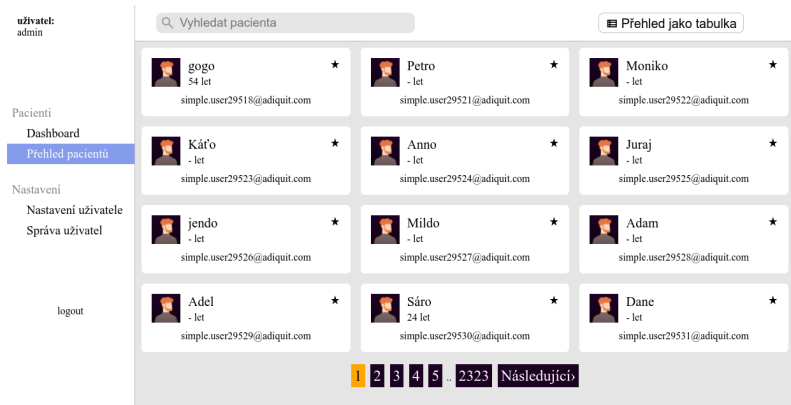 uživatel:
admin
Vyhledat pacienta
Přehled jako tabulka
Pacienti
Dashboard
Přehled pacientů
Nastavení
Nastavení uživatele
Správa uživatel
logout
gogo
54 let
simple.user29518@adiquit.com
Petro
- let
simple.user29521@adiquit.com
Moniko
- let
simple.user29522@adiquit.com
Káťo
- let
simple.user29523@adiquit.com
Anno
- let
simple.user29524@adiquit.com
Juraj
- let
simple.user29525@adiquit.com
jendo
- let
simple.user29526@adiquit.com
Mildo
- let
simple.user29527@adiquit.com
Adam
- let
simple.user29528@adiquit.com
Adel
- let
simple.user29529@adiquit.com
Sáro
24 let
simple.user29530@adiquit.com
Dane
- let
simple.user29531@adiquit.com
1 2 3 4 5 .. 2323 Následující›